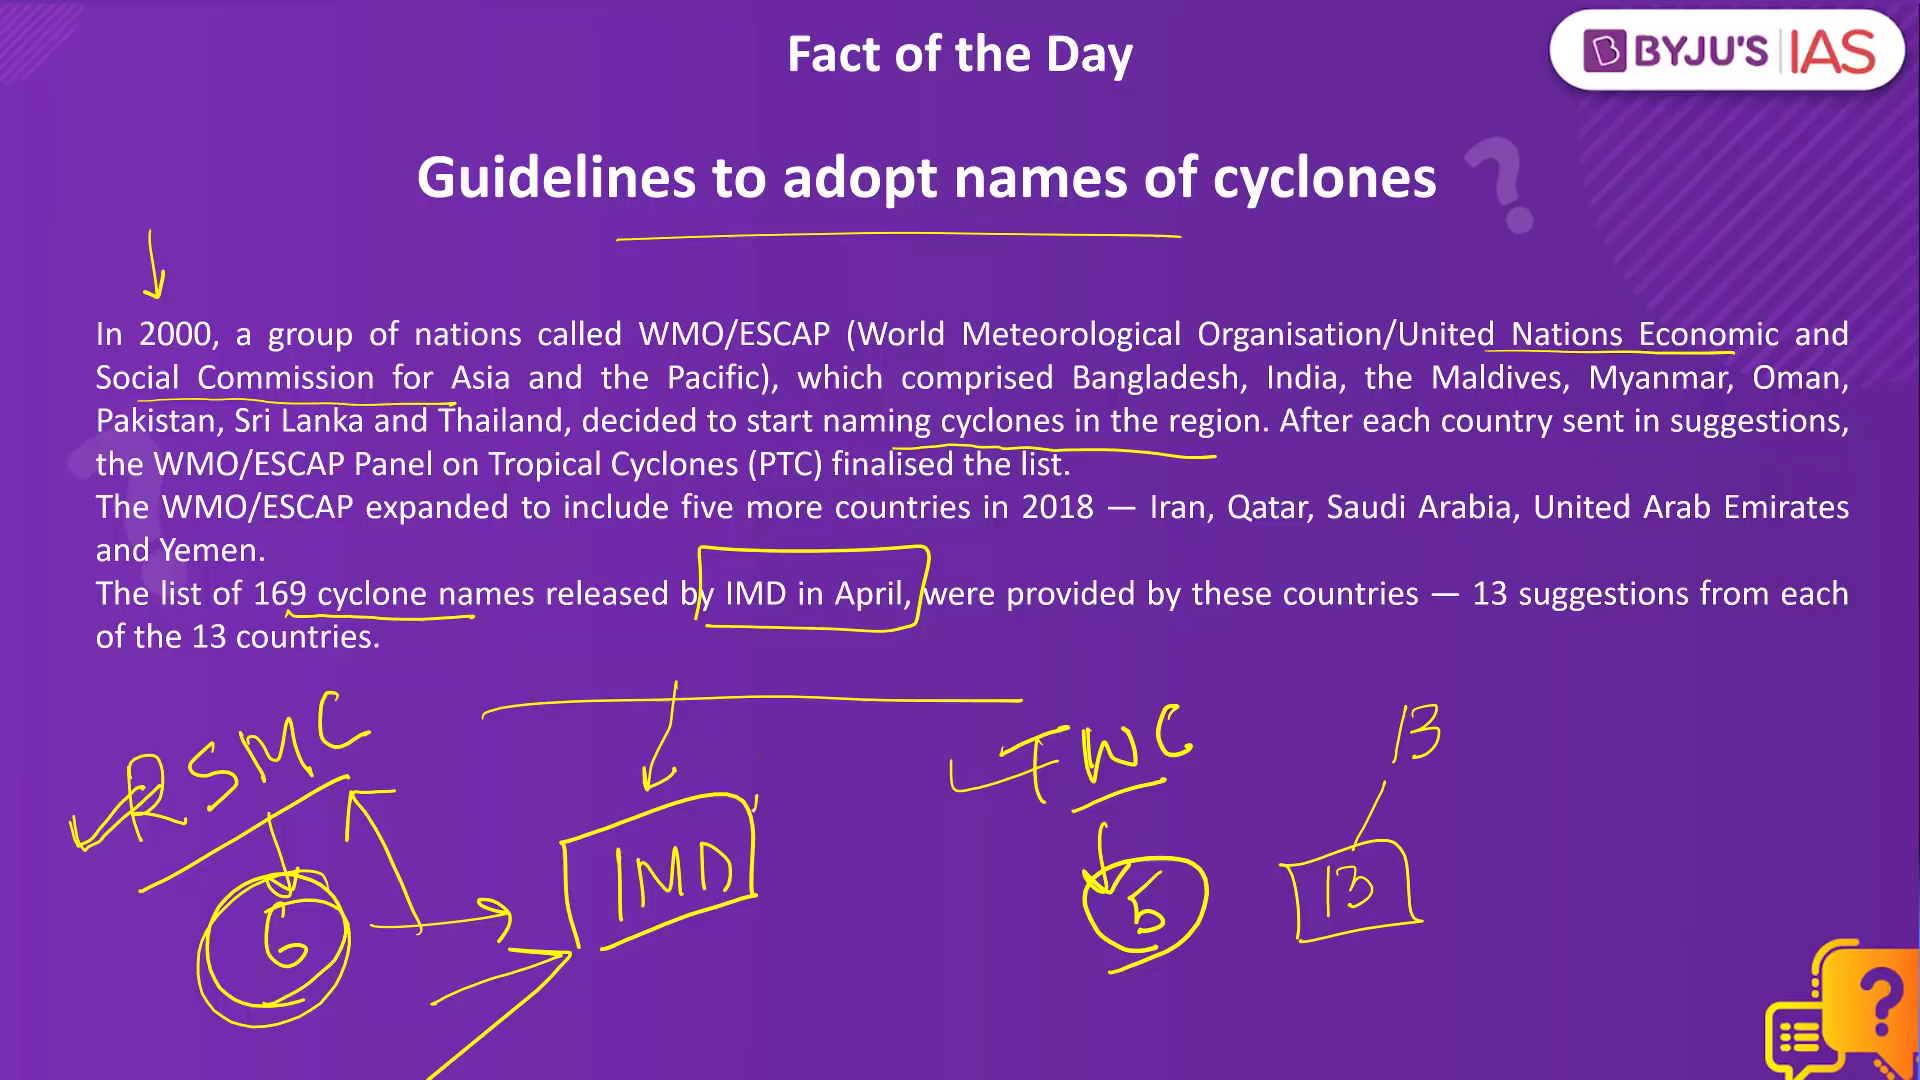 Fact of the Day
BYJU'S IAS
Guidelines to adopt names of cyclones
In 2000, a group of nations called WMO/ESCAP (World Meteorological Organisation/United Nations Economic and
Social Commission for Asia and the Pacific), which comprised Bangladesh, India, the Maldives, Myanmar, Oman,
Pakistan, Sri Lanka and Thailand, decided to start naming cyclones in the region. After each country sent in suggestions,
the WMO/ESCAP Panel on Tropical Cyclones (PTC) finalised the list.
The WMO/ESCAP expanded to include five more countries in 2018 — Iran, Qatar, Saudi Arabia, United Arab Emirates
and Yemen.
The list of 169 cyclone names released by IMD in April, were provided by these countries — 13 suggestions from each
of the 13 countries.
RSMC
TWC
13
6
IMD
5
13